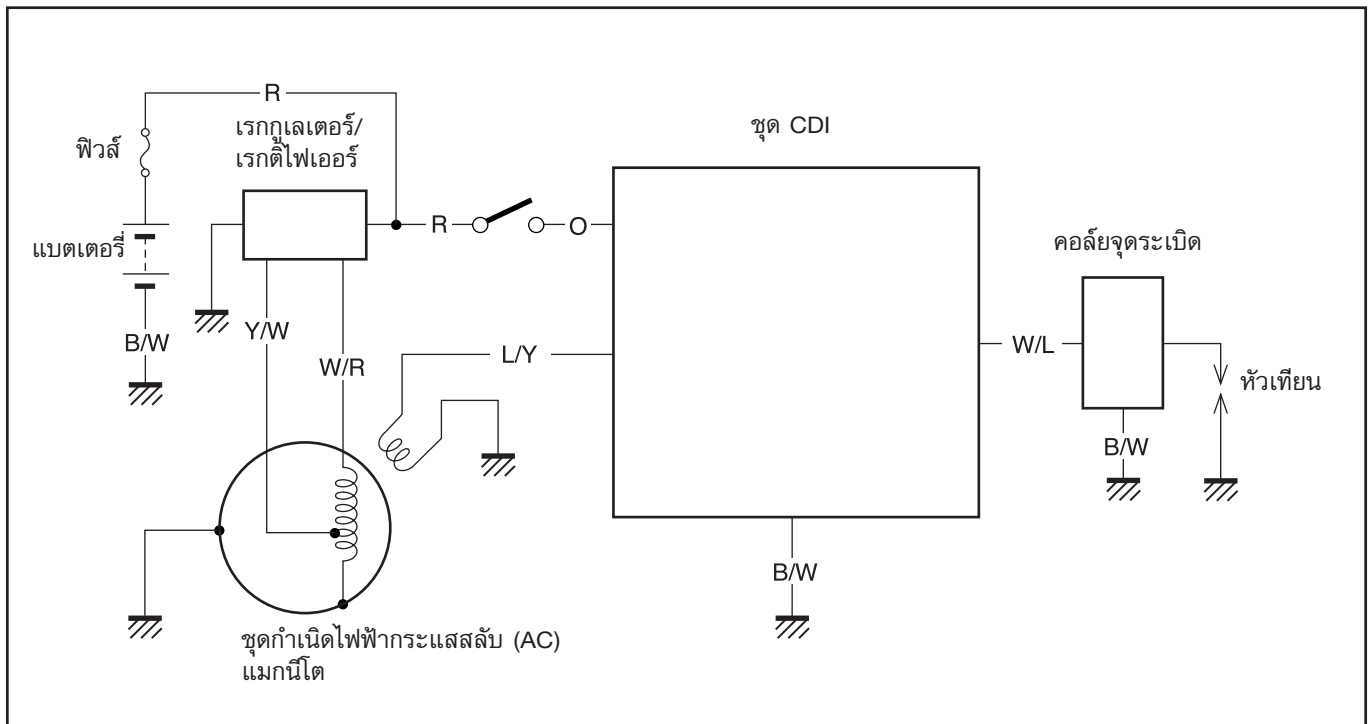 R
เรกกูเลเตอร์/
เรกติไฟเออร์
ฟิวส์
ชุด CDI
แบตเตอรี่
R
O
คอล์ยจุดระเบิด
B/W
Y/W
W/R
L/Y
W/L
หัวเทียน
B/W
B/W
ชุดกำเนิดไฟฟ้ากระแสสลับ (AC)
แมกนีโต